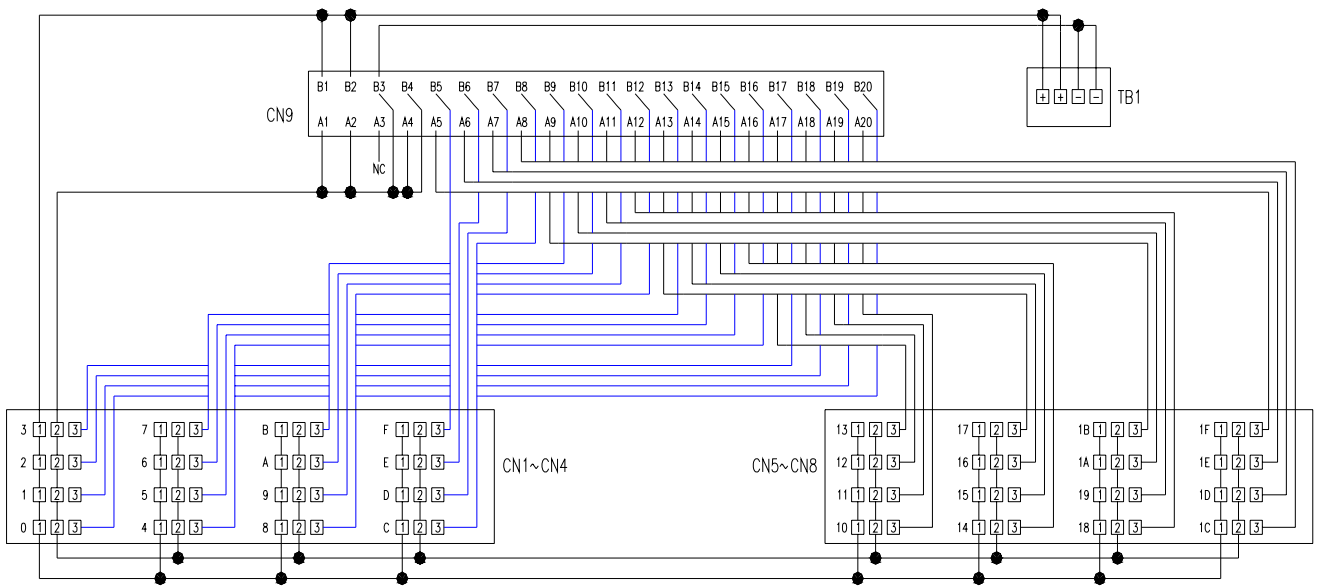 B1 B2 B3 B4 B5 B6 B7 B8 B9 B10 B11 B12 B13 B14 B15 B16 B17 B18 B19 B20
+ + − − TB1
CN9
A1 A2 A3 A4 A5 A6 A7 A8 A9 A10 A11 A12 A13 A14 A15 A16 A17 A18 A19 A20
NC
3 1 2 3 7 1 2 3 B 1 2 3 F 1 2 3
2 1 2 3 6 1 2 3 A 1 2 3 E 1 2 3
1 1 2 3 5 1 2 3 9 1 2 3 D 1 2 3
0 1 2 3 4 1 2 3 8 1 2 3 C 1 2 3
CN1~CN4
CN5~CN8
13 1 2 3 17 1 2 3 1B 1 2 3 1F 1 2 3
12 1 2 3 16 1 2 3 1A 1 2 3 1E 1 2 3
11 1 2 3 15 1 2 3 19 1 2 3 1D 1 2 3
10 1 2 3 14 1 2 3 18 1 2 3 1C 1 2 3